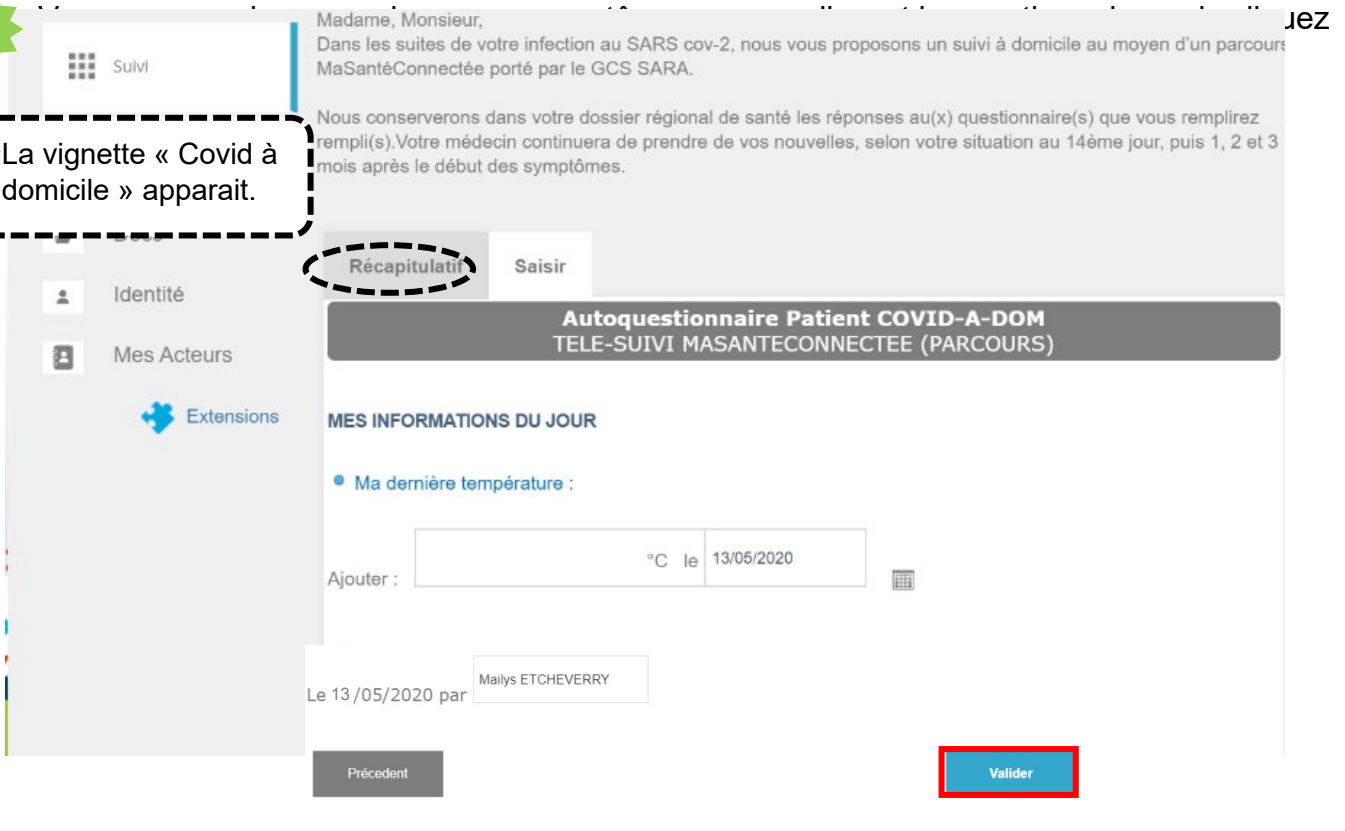 uez
Madame, Monsieur,
Dans les suites de votre infection au SARS cov-2, nous vous proposons un suivi à domicile au moyen d'un parcours
MaSantéConnectée porté par le GCS SARA.
Nous conserverons dans votre dossier régional de santé les réponses au(x) questionnaire(s) que vous remplirez
rempli(s).Votre médecin continuera de prendre de vos nouvelles, selon votre situation au 14ème jour, puis 1, 2 et 3
mois après le début des symptômes.
Suivi
La vignette « Covid à
domicile » apparait.
Identité
Mes Acteurs
Extensions
Récapitulatif
Saisir
Autoquestionnaire Patient COVID-A-DOM
TELE-SUIVI MASANTECONNECTEE (PARCOURS)
MES INFORMATIONS DU JOUR
Ma dernière température :
Ajouter : °C le 13/05/2020
Le 13/05/2020 par Mailys ETCHEVERRY
Précedent
Valider